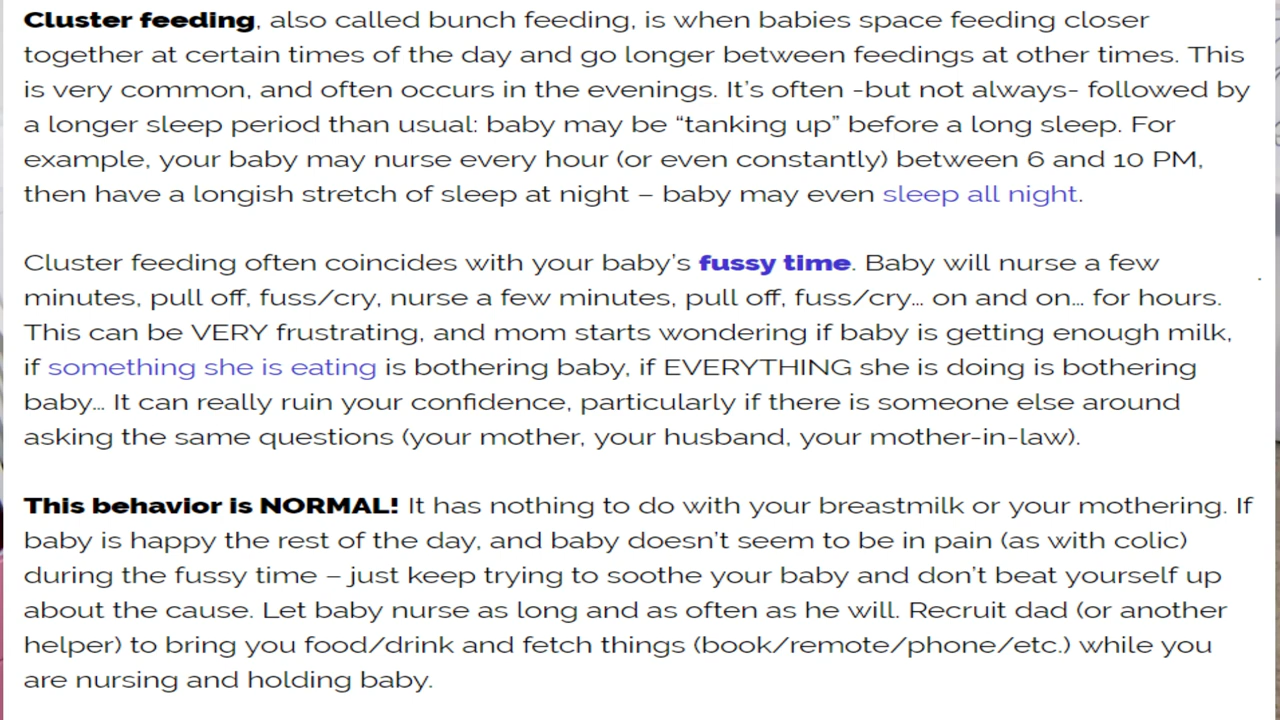 Cluster feeding, also called bunch feeding, is when babies space feeding closer
together at certain times of the day and go longer between feedings at other times. This
is very common, and often occurs in the evenings. It’s often -but not always- followed by
a longer sleep period than usual: baby may be “tanking up” before a long sleep. For
example, your baby may nurse every hour (or even constantly) between 6 and 10 PM,
then have a longish stretch of sleep at night – baby may even sleep all night.
Cluster feeding often coincides with your baby’s fussy time. Baby will nurse a few
minutes, pull off, fuss/cry, nurse a few minutes, pull off, fuss/cry… on and on… for hours.
This can be VERY frustrating, and mom starts wondering if baby is getting enough milk,
if something she is eating is bothering baby, if EVERYTHING she is doing is bothering
baby… It can really ruin your confidence, particularly if there is someone else around
asking the same questions (your mother, your husband, your mother-in-law).
This behavior is NORMAL! It has nothing to do with your breastmilk or your mothering. If
baby is happy the rest of the day, and baby doesn’t seem to be in pain (as with colic)
during the fussy time – just keep trying to soothe your baby and don’t beat yourself up
about the cause. Let baby nurse as long and as often as he will. Recruit dad (or another
helper) to bring you food/drink and fetch things (book/remote/phone/etc.) while you
are nursing and holding baby.